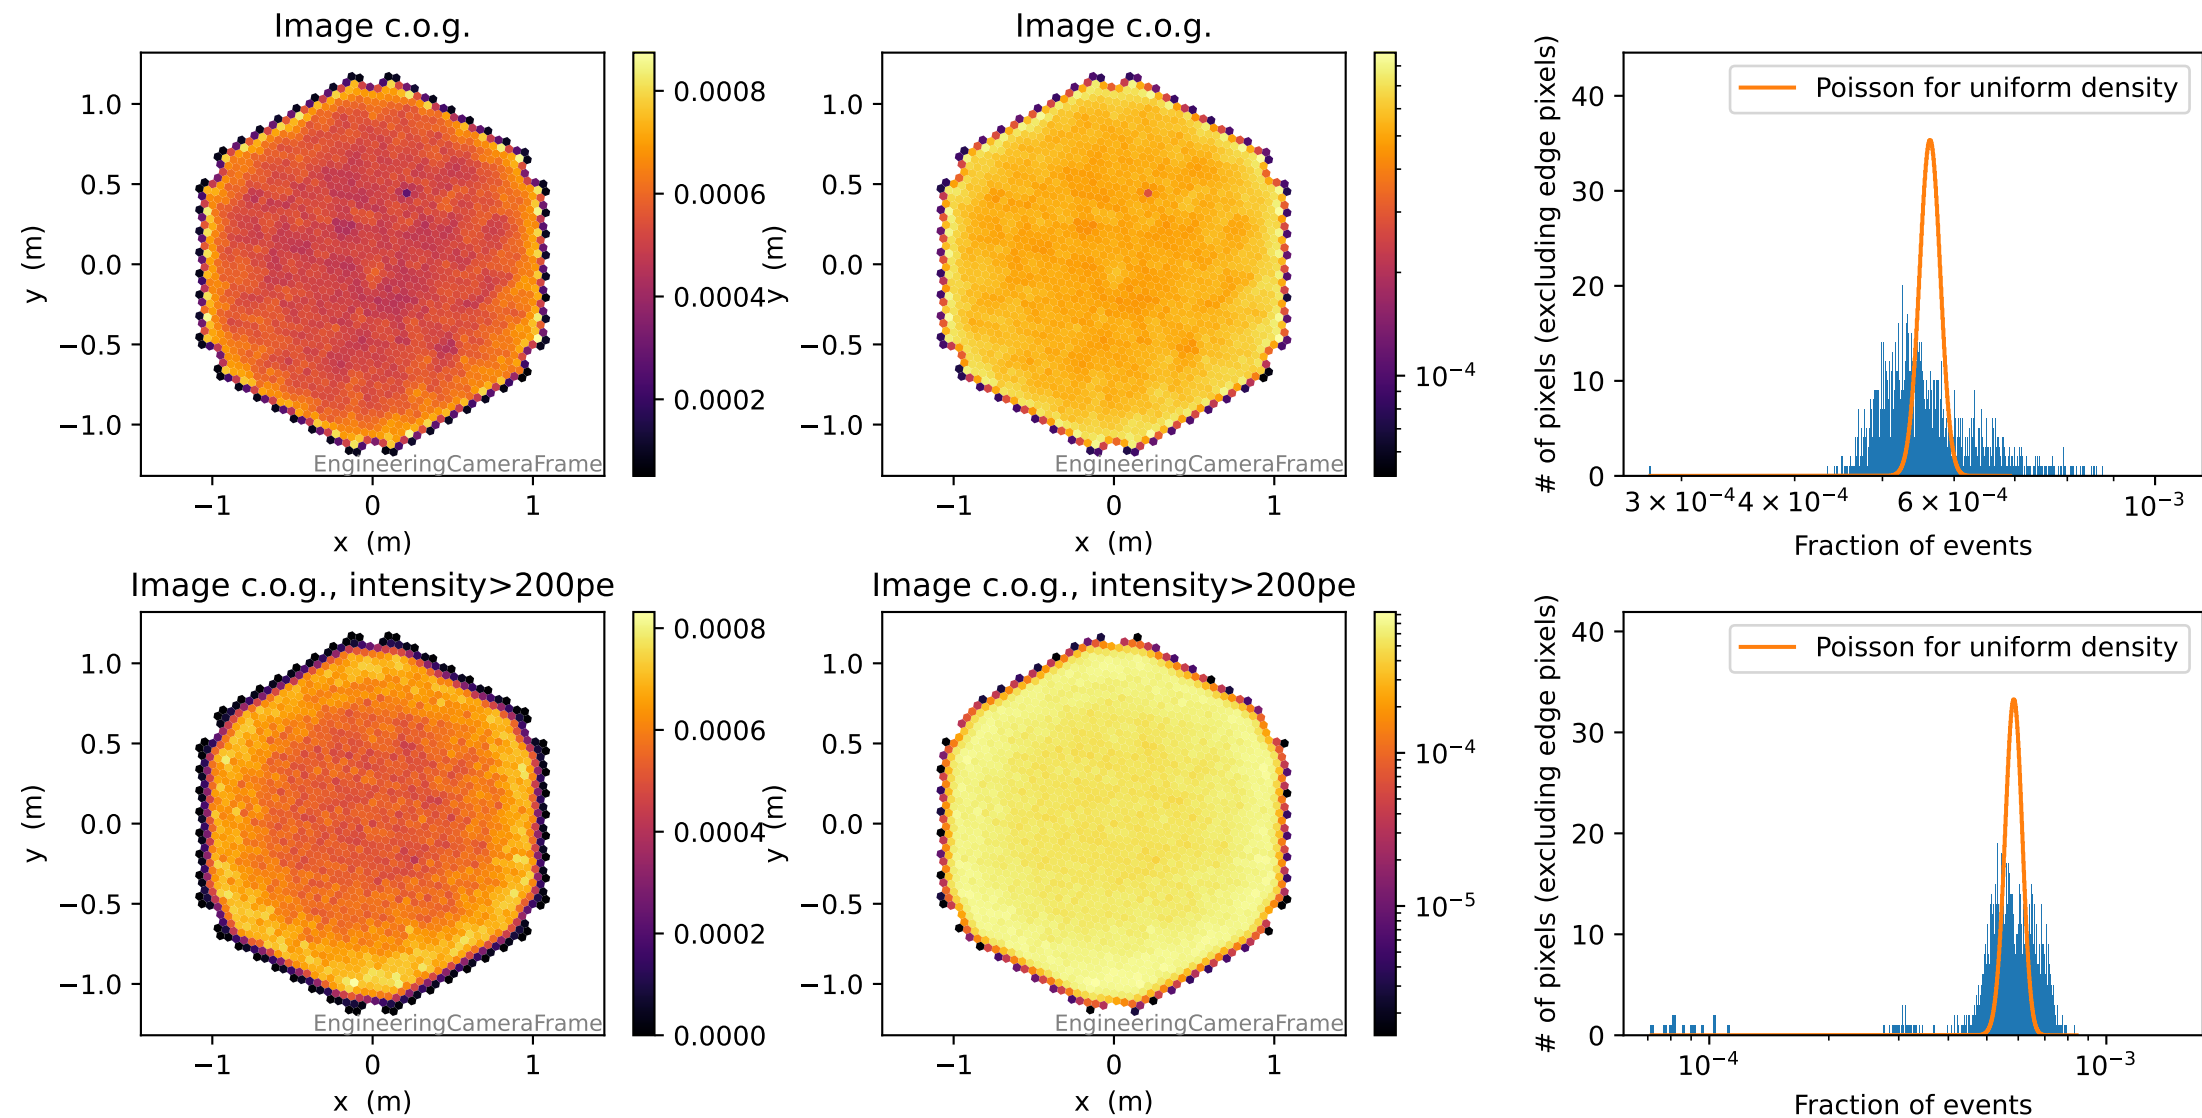 Image c.o.g.
1.0
0.5
0.0
−0.5
−1.0
y (m)
−1 0 1
x (m)
EngineeringCameraFrame
0.0008
0.0006
0.0004
0.0002
Image c.o.g.
1.0
0.5
0.0
−0.5
−1.0
y (m)
−1 0 1
x (m)
EngineeringCameraFrame
10⁻⁴
# of pixels (excluding edge pixels)
40
30
20
10
0
Poisson for uniform density
3 × 10⁻⁴ 4 × 10⁻⁴ 6 × 10⁻⁴ 10⁻³
Fraction of events
Image c.o.g., intensity>200pe
1.0
0.5
0.0
−0.5
−1.0
y (m)
−1 0 1
x (m)
EngineeringCameraFrame
0.0008
0.0006
0.0004
0.0002
0.0000
Image c.o.g., intensity>200pe
1.0
0.5
0.0
−0.5
−1.0
y (m)
−1 0 1
x (m)
EngineeringCameraFrame
10⁻⁴
10⁻⁵
# of pixels (excluding edge pixels)
40
30
20
10
0
Poisson for uniform density
10⁻⁴ 10⁻³
Fraction of events